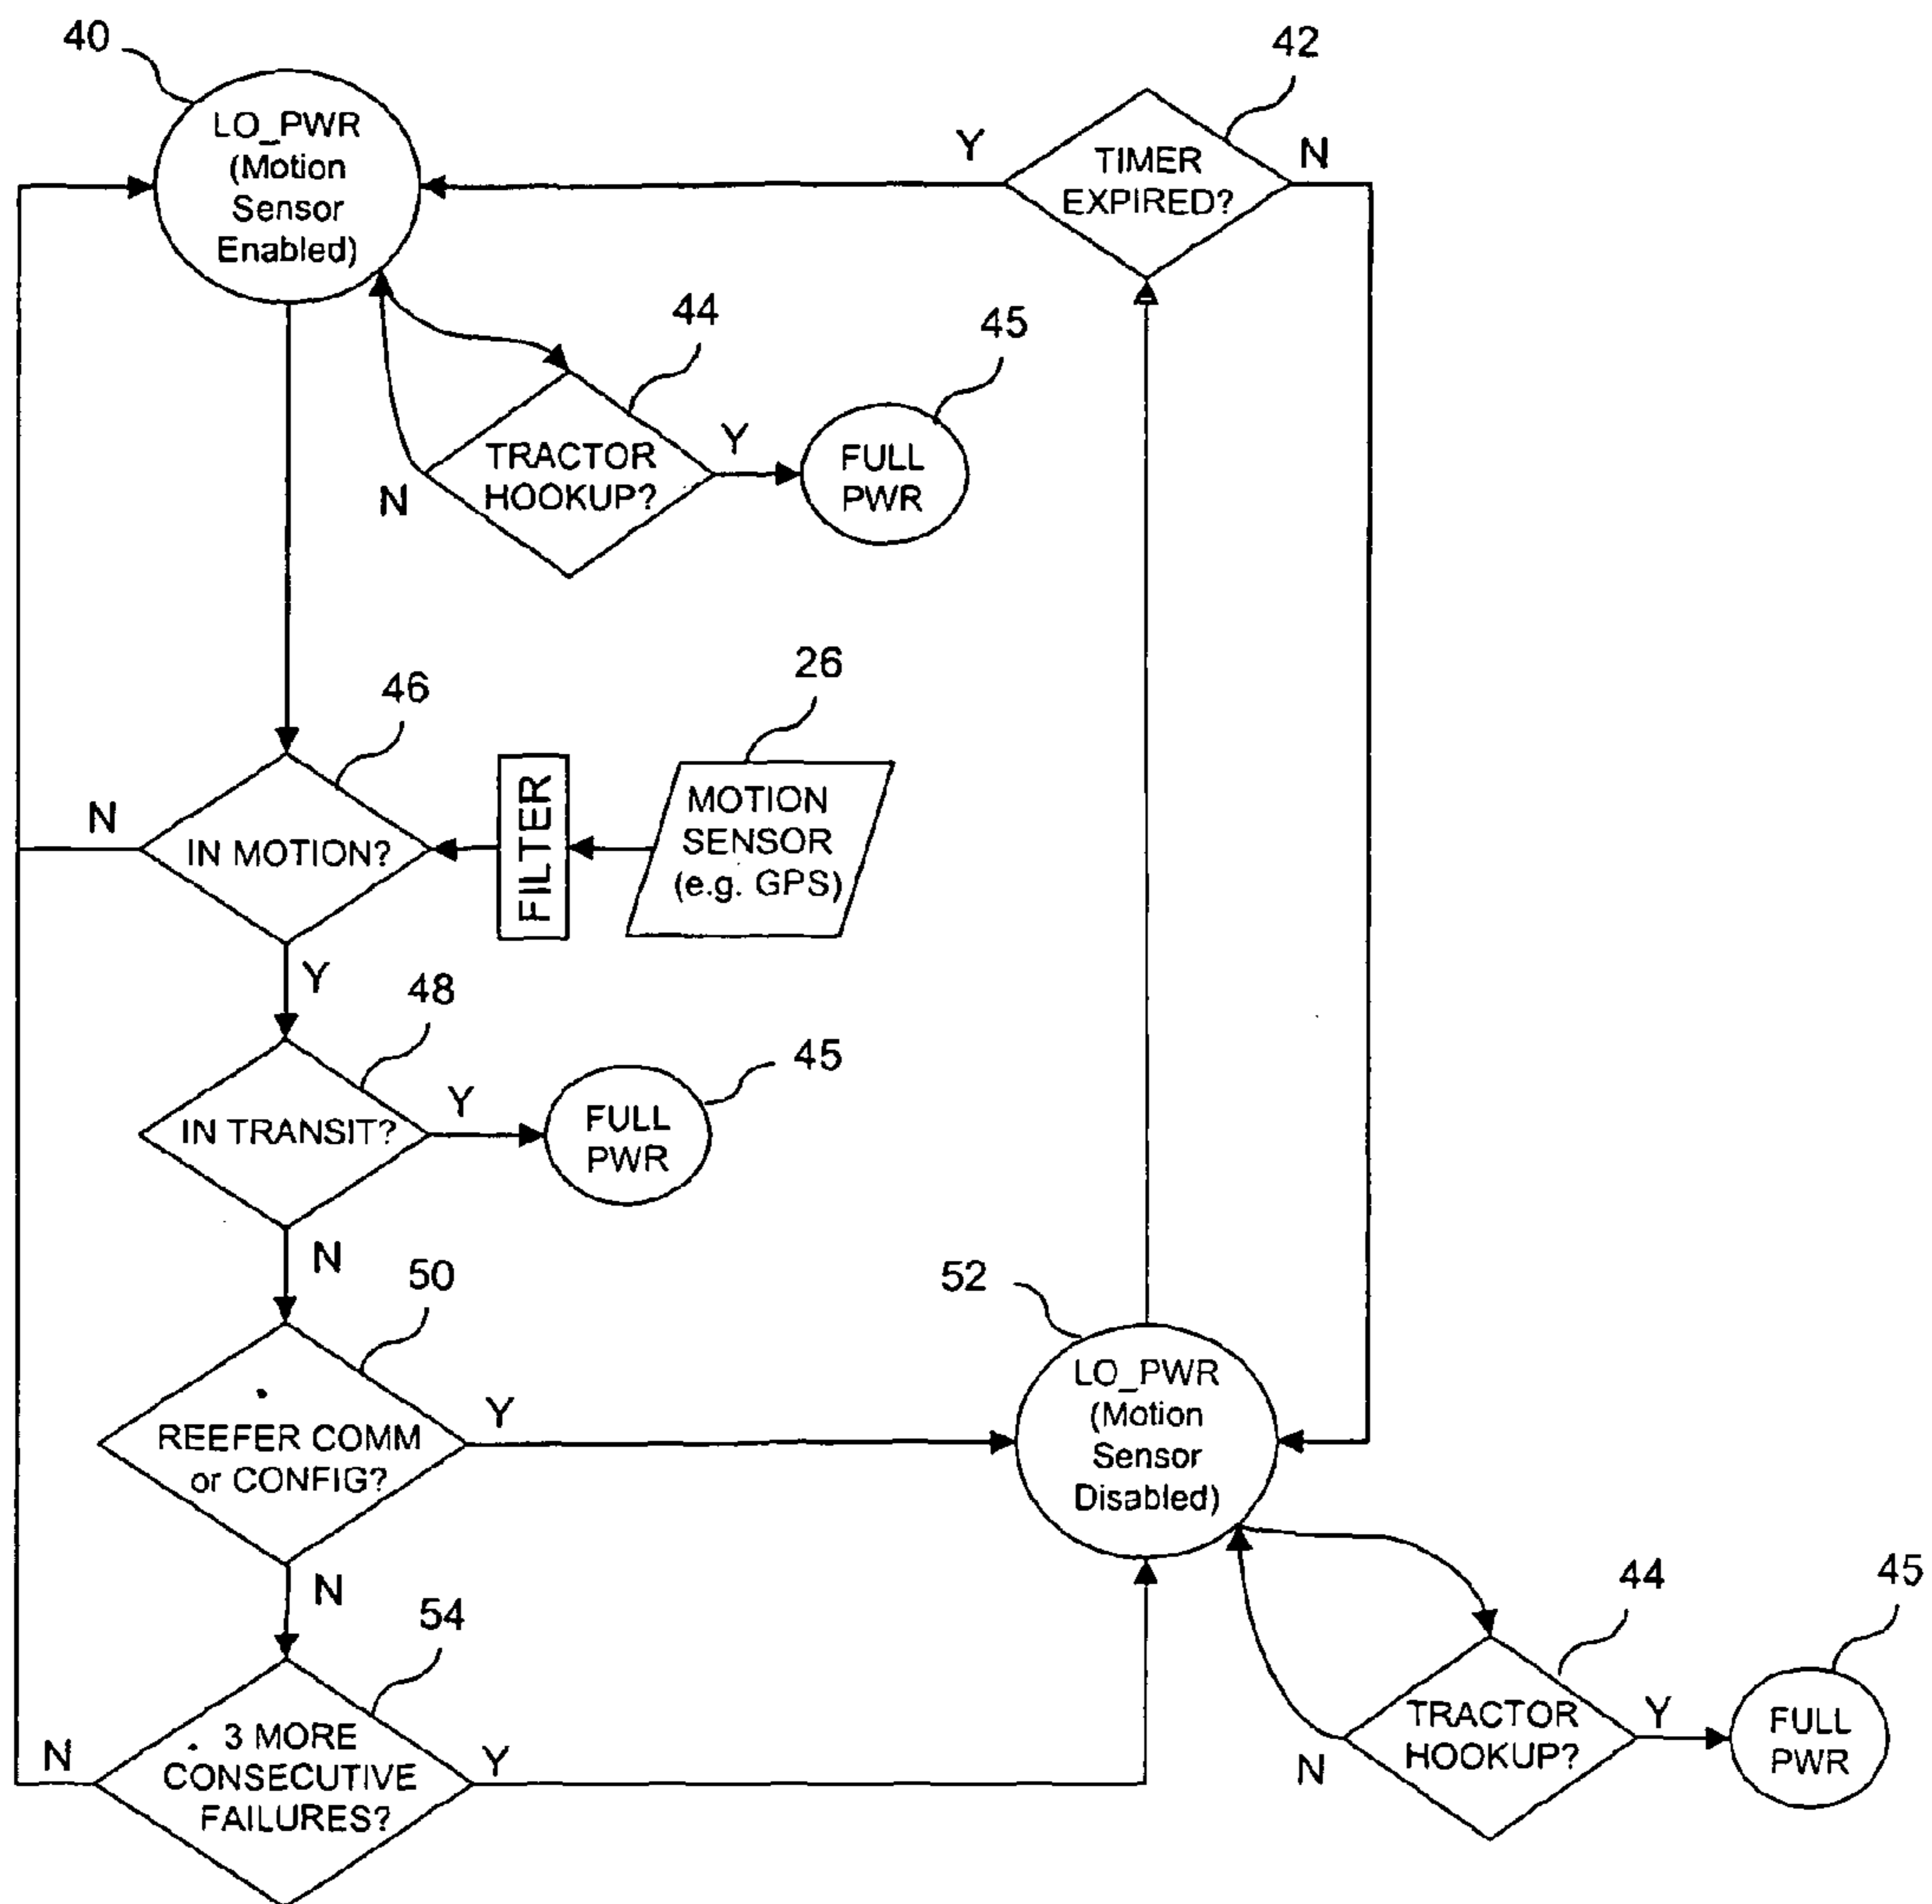 40
LO_PWR
(Motion
Sensor
Enabled)
42
Y
TIMER
EXPIRED?
N
44
TRACTOR
HOOKUP?
N
Y
45
FULL
PWR
46
IN MOTION?
N
FILTER
26
MOTION
SENSOR
(e.g. GPS)
Y
48
IN TRANSIT?
Y
45
FULL
PWR
N
50
REEFER COMM
or CONFIG?
Y
52
LO_PWR
(Motion
Sensor
Disabled)
N
54
3 MORE
CONSECUTIVE
FAILURES?
N
Y
44
TRACTOR
HOOKUP?
N
Y
45
FULL
PWR